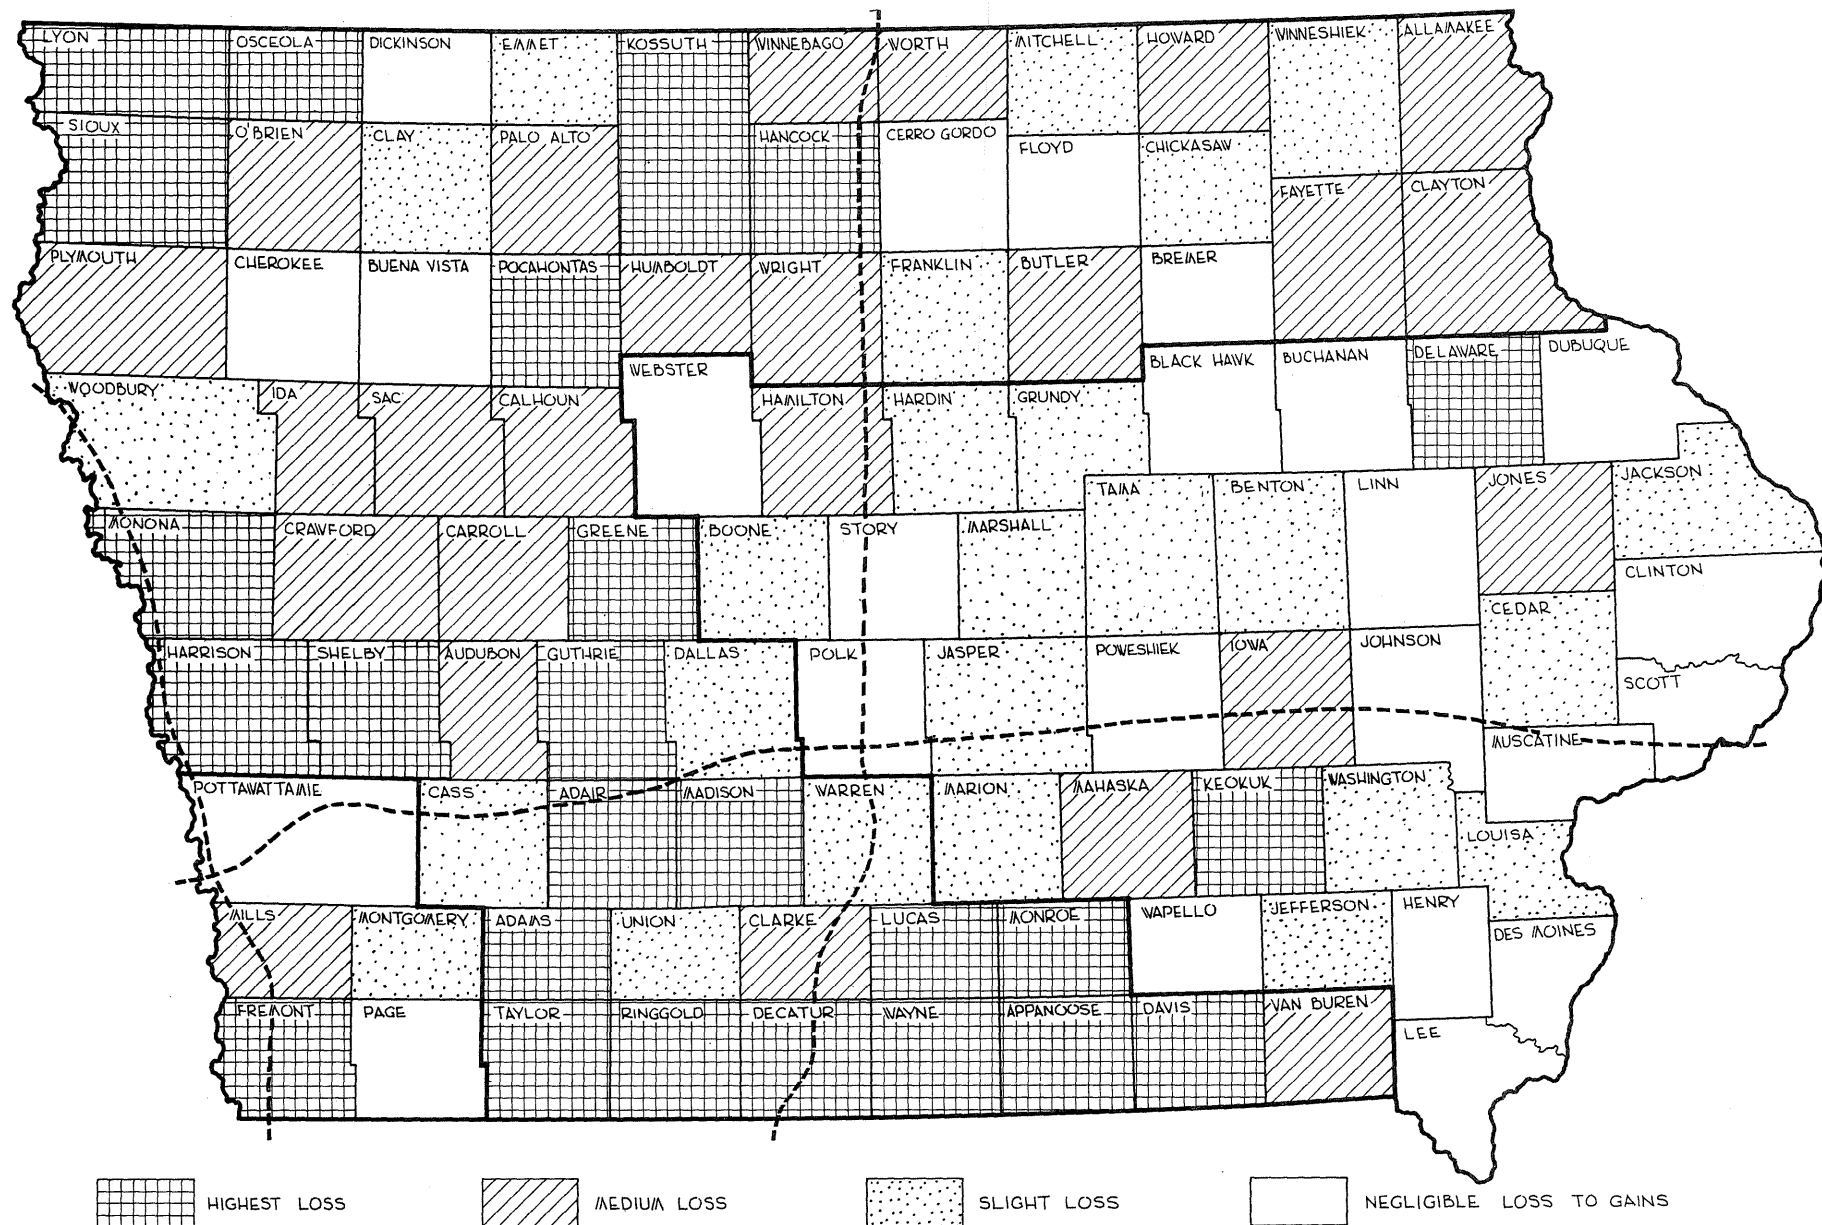 LYON OSCEOLA DICKINSON EMMET KOSSUTH WINNEBAGO WORTH MITCHELL HOWARD WINNESHIEK ALLAMAKEE
SIOUX O'BRIEN CLAY PALO ALTO HANCOCK CERRO GORDO FLOYD CHICKASAW
FAYETTE CLAYTON
PLYMOUTH CHEROKEE BUENA VISTA POCAHONTAS HUMBOLDT WRIGHT FRANKLIN BUTLER BREMER
WEBSTER BLACK HAWK BUCHANAN DELAWARE DUBUQUE
WOODBURY IDA SAC CALHOUN HAMILTON HARDIN GRUNDY
TAMA BENTON LINN JONES JACKSON
MONONA CRAWFORD CARROLL GREENE BOONE STORY MARSHALL
CLINTON
CEDAR
HARRISON SHELBY AUDUBON GUTHRIE DALLAS POLK JASPER POWESHIEK IOWA JOHNSON
SCOTT
MUSCATINE
POTTAWATTAMIE CASS ADAIR MADISON WARREN MARION MAHASKA KEOKUK WASHINGTON
LOUISA
MILLS MONTGOMERY ADAMS UNION CLARKE LUCAS MONROE WAPELLO JEFFERSON HENRY
DES MOINES
FREMONT PAGE TAYLOR RINGGOLD DECATUR WAYNE APPANOOSE DAVIS VAN BUREN
LEE
HIGHEST LOSS MEDIUM LOSS SLIGHT LOSS NEGLIGIBLE LOSS TO GAINS